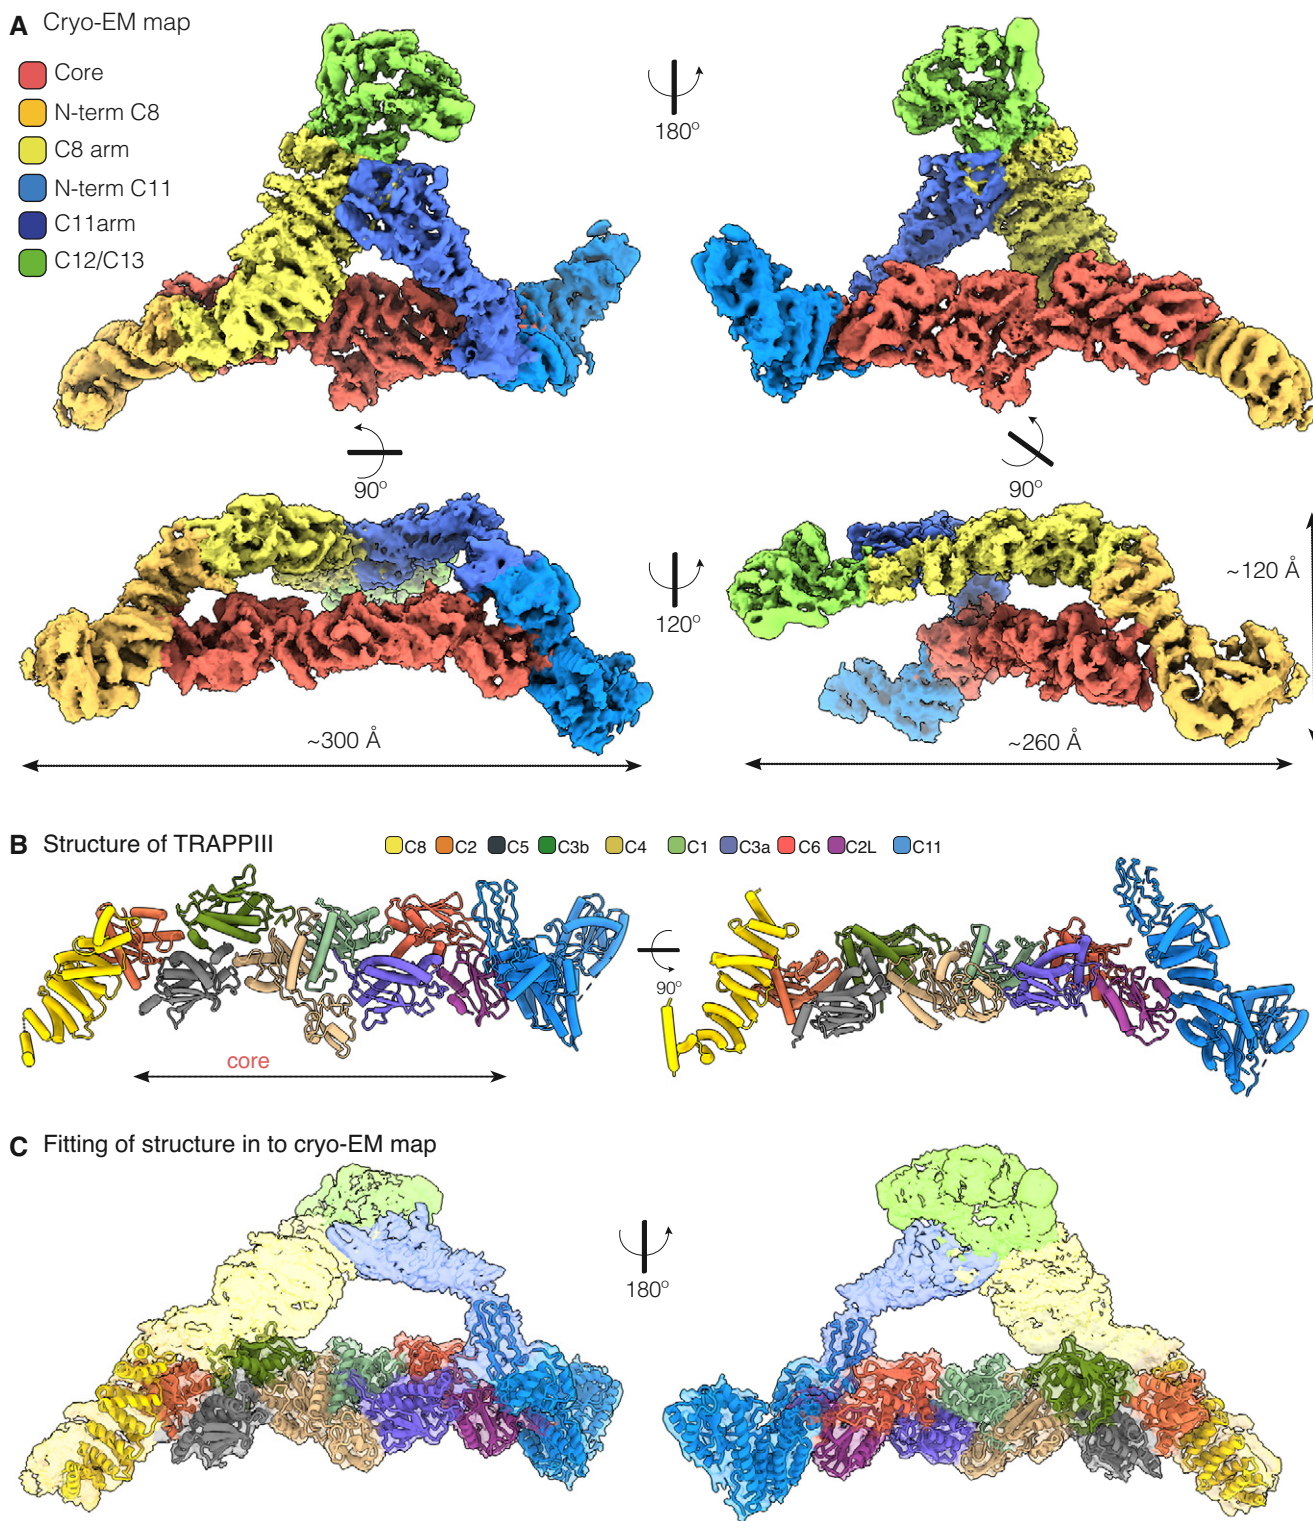 A Cryo-EM map
Core
N-term C8
C8 arm
N-term C11
C11arm
C12/C13
180°
90°
90°
120°
~120 Å
~300 Å
~260 Å
B Structure of TRAPPIII
C8 C2 C5 C3b C4 C1 C3a C6 C2L C11
90°
core
C Fitting of structure in to cryo-EM map
180°